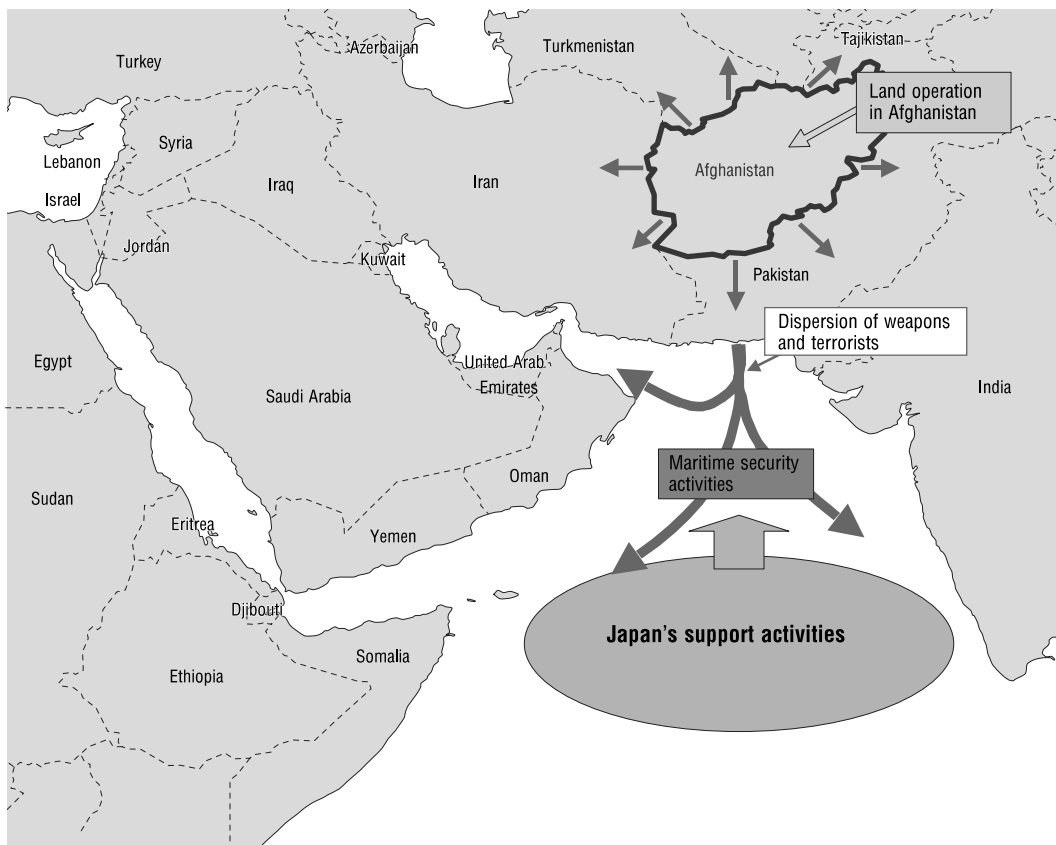 Tajikistan
Azerbaijan
Turkmenistan
Turkey
Land operation
in Afghanistan
Syria
Lebanon
Afghanistan
Iraq
Iran
Israel
Jordan
Kuwait
Pakistan
Dispersion of weapons
and terrorists
Egypt
United Arab
Emirates
India
Saudi Arabia
Maritime security
activities
Oman
Sudan
Eritrea
Yemen
Djibouti
Japan's support activities
Somalia
Ethiopia